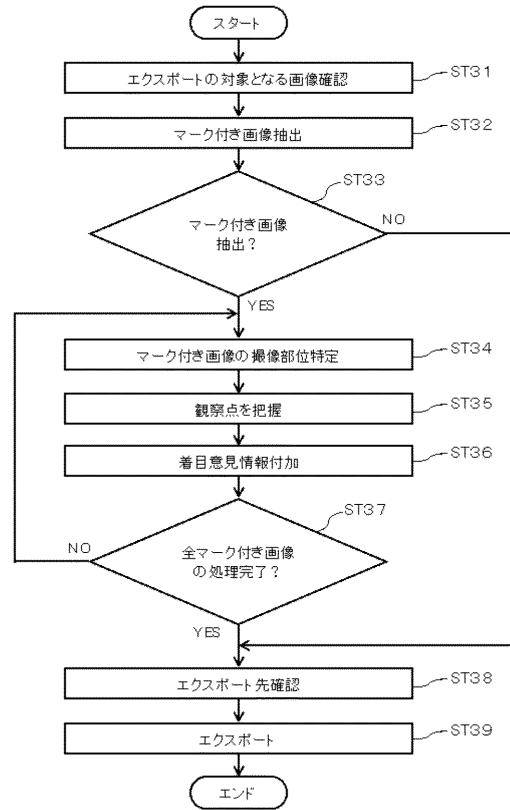 スタート
エクスポートの対象となる画像確認
ST31
マーク付き画像抽出
ST32
ST33
マーク付き画像
抽出？
NO
YES
マーク付き画像の撮像部位特定
ST34
観察点を把握
ST35
着目意見情報付加
ST36
ST37
全マーク付き画像
の処理完了？
NO
YES
エクスポート先確認
ST38
エクスポート
ST39
エンド